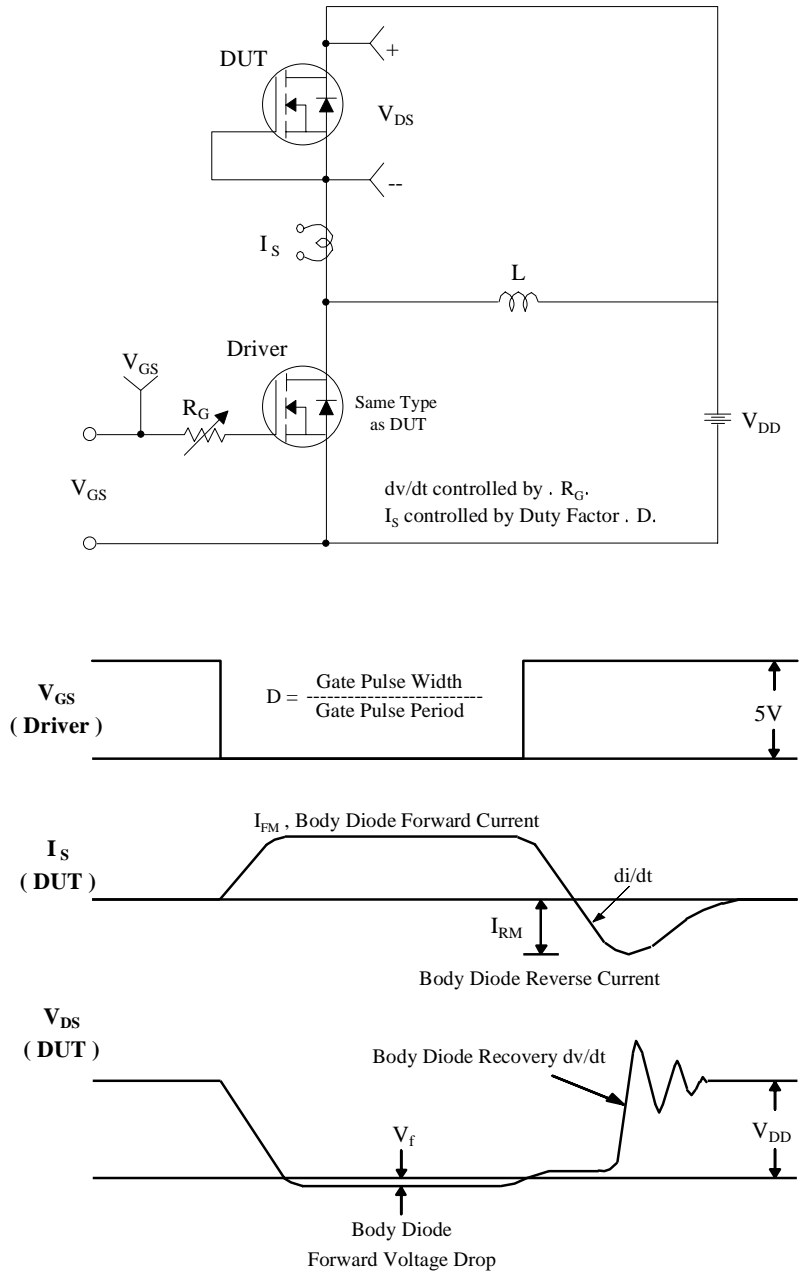 DUT
+
V_DS
--
I_S
L
Driver
V_GS
R_G
Same Type
as DUT
V_DD
V_GS
dv/dt controlled by . R_G.
I_S controlled by Duty Factor . D.
V_GS
( Driver )
D = Gate Pulse Width
--------------------------
Gate Pulse Period
5V
I_FM , Body Diode Forward Current
I_S
( DUT )
di/dt
I_RM
Body Diode Reverse Current
V_DS
( DUT )
Body Diode Recovery dv/dt
V_f
V_DD
Body Diode
Forward Voltage Drop